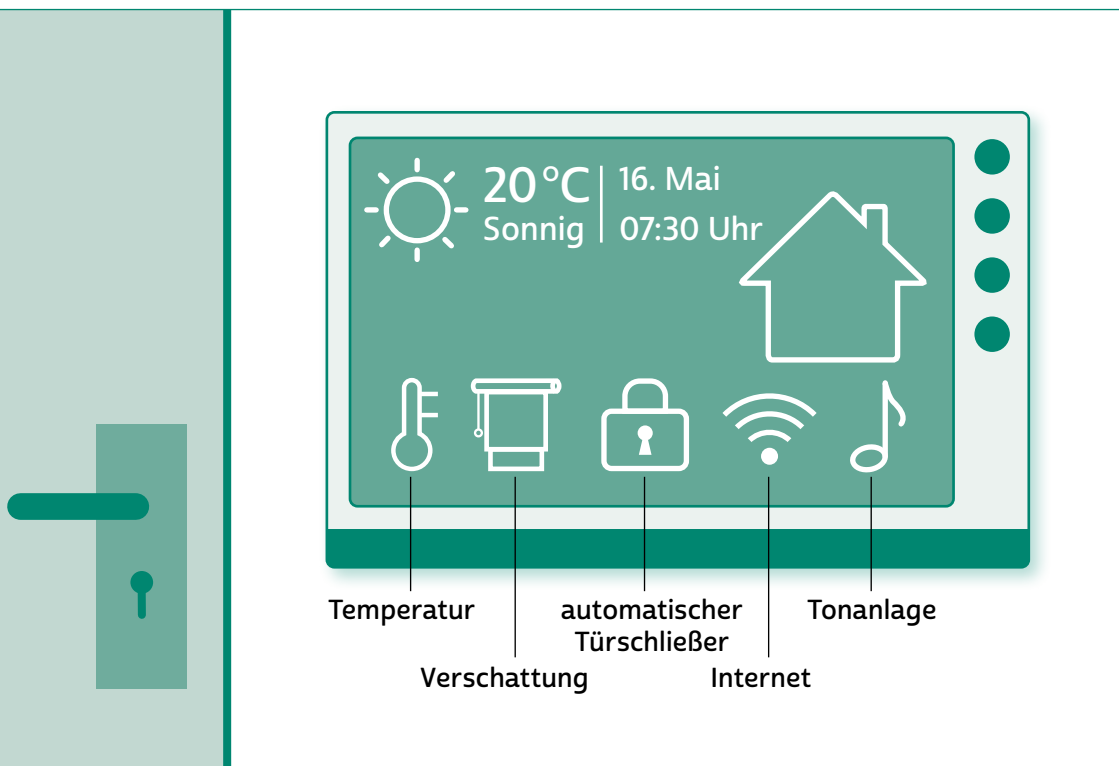 20 °C
Sonnig
16. Mai
07:30 Uhr
Temperatur
Verschattung
automatischer
Türschließer
Internet
Tonanlage